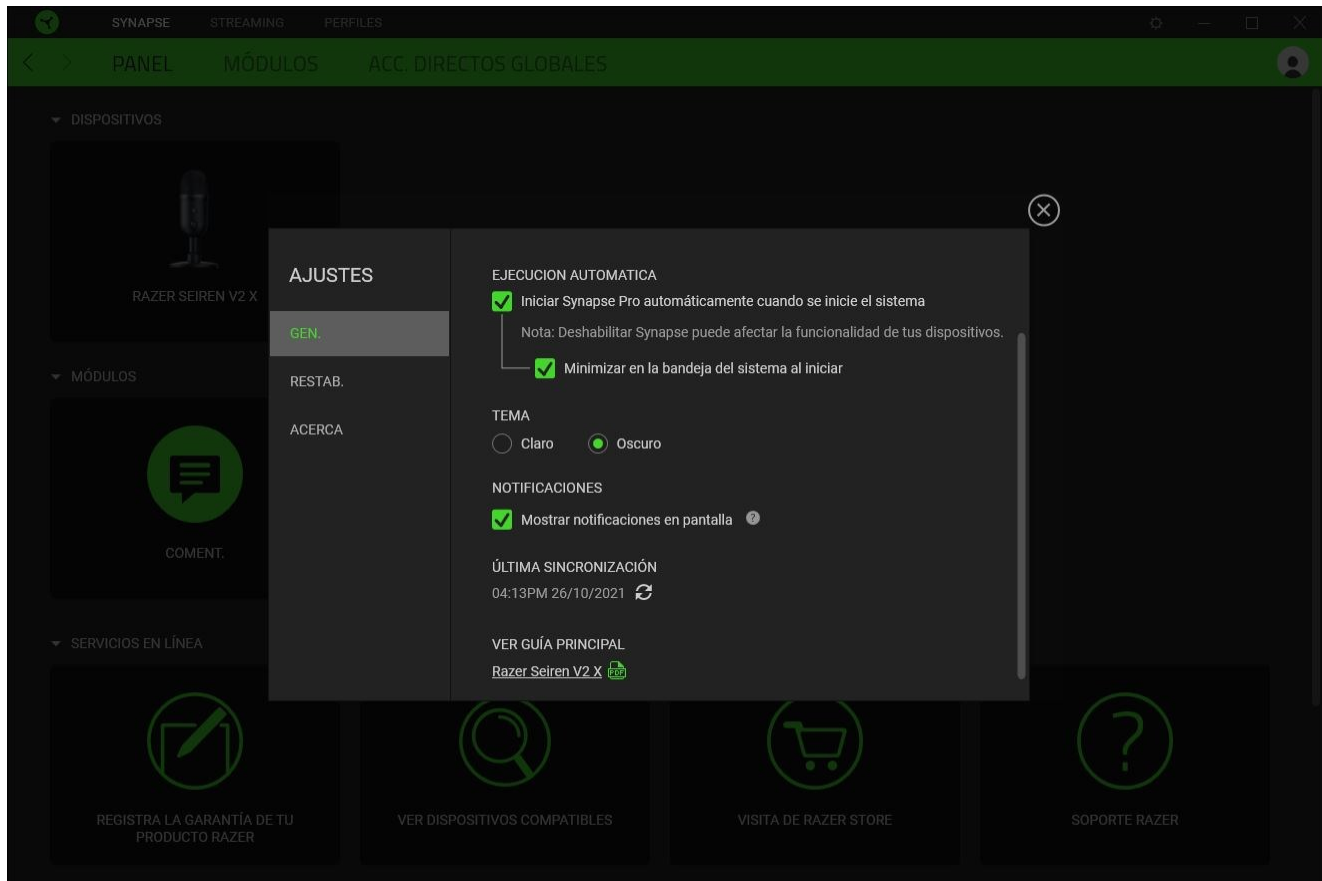 SYNAPSE
STREAMING
PERFILES
PANEL
MÓDULOS
ACC. DIRECTOS GLOBALES
DISPOSITIVOS
RAZER SEIREN V2 X
MÓDULOS
COMENT.
AJUSTES
GEN.
RESTAB.
ACERCA
EJECUCION AUTOMATICA
Iniciar Synapse Pro automáticamente cuando se inicie el sistema
Nota: Deshabilitar Synapse puede afectar la funcionalidad de tus dispositivos.
Minimizar en la bandeja del sistema al iniciar
TEMA
Claro
Oscuro
NOTIFICACIONES
Mostrar notificaciones en pantalla
?
ÚLTIMA SINCRONIZACIÓN
04:13PM 26/10/2021
VER GUÍA PRINCIPAL
Razer Seiren V2 X
PDF
SERVICIOS EN LÍNEA
REGISTRA LA GARANTÍA DE TU
PRODUCTO RAZER
VER DISPOSITIVOS COMPATIBLES
VISITA DE RAZER STORE
SOPORTE RAZER